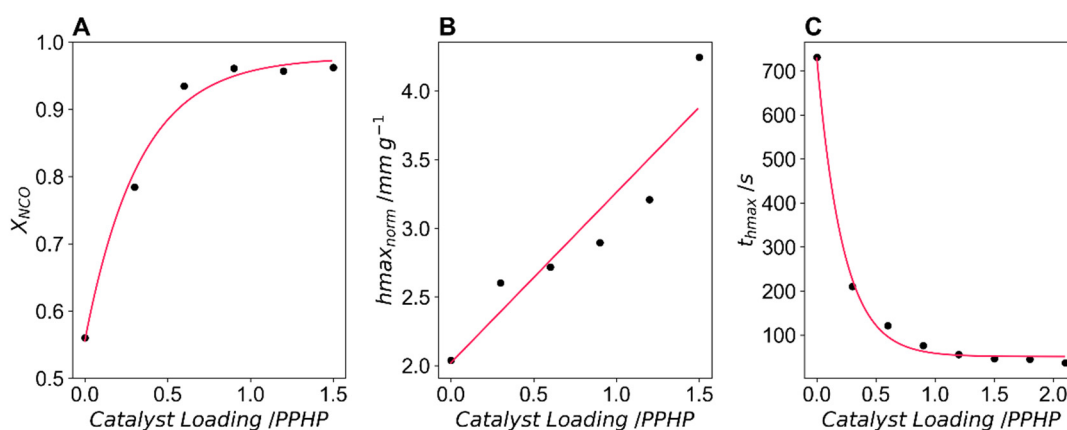 A
1.0
0.9
0.8
0.7
0.6
0.5
X_NCO
0.0 0.5 1.0 1.5
Catalyst Loading /PPHP
B
4.0
3.5
3.0
2.5
2.0
hmax_norm /mm g⁻¹
0.0 0.5 1.0 1.5
Catalyst Loading /PPHP
C
700
600
500
400
300
200
100
t_hmax /s
0.0 0.5 1.0 1.5 2.0
Catalyst Loading /PPHP